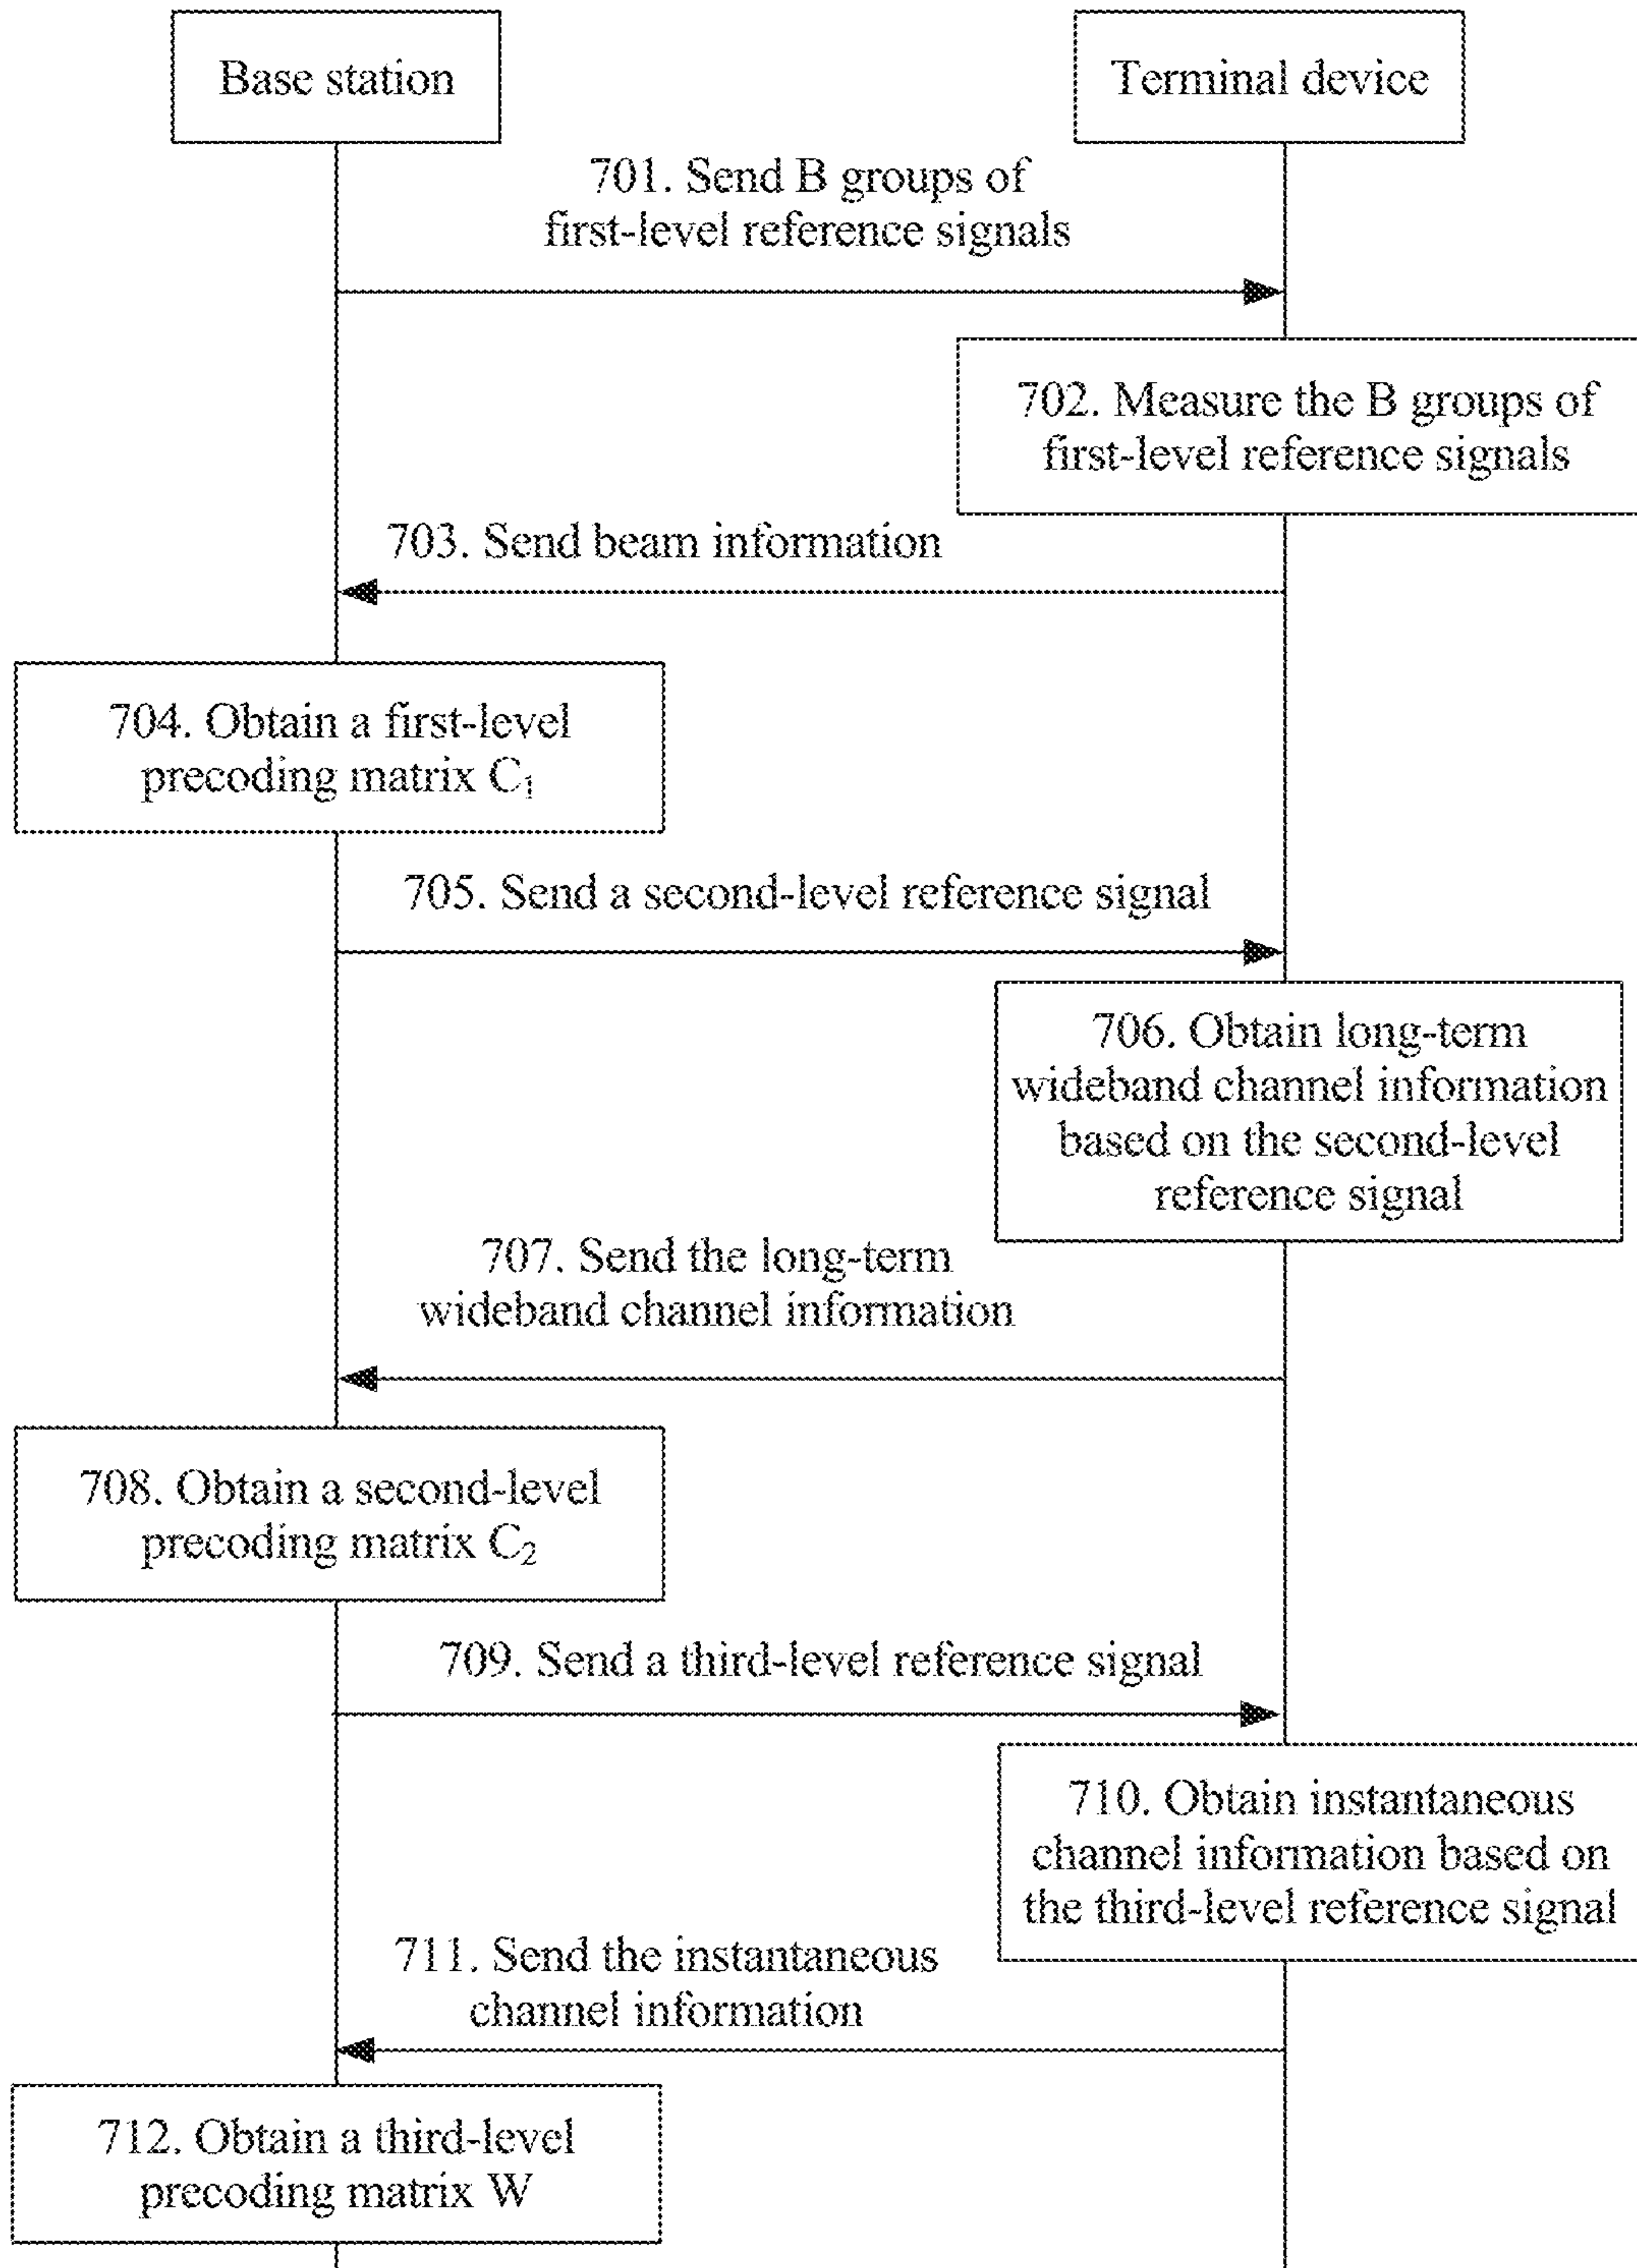 Base station
Terminal device
701. Send B groups of
first-level reference signals
702. Measure the B groups of
first-level reference signals
703. Send beam information
704. Obtain a first-level
precoding matrix C₁
705. Send a second-level reference signal
706. Obtain long-term
wideband channel information
based on the second-level
reference signal
707. Send the long-term
wideband channel information
708. Obtain a second-level
precoding matrix C₂
709. Send a third-level reference signal
710. Obtain instantaneous
channel information based on
the third-level reference signal
711. Send the instantaneous
channel information
712. Obtain a third-level
precoding matrix W